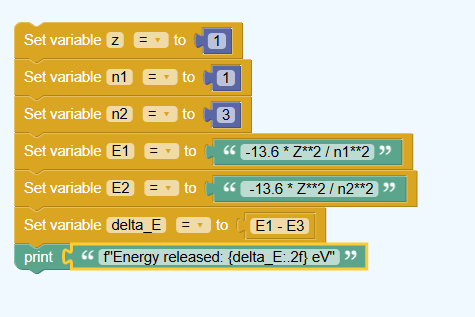 Set variable z = to 1
Set variable n1 = to 1
Set variable n2 = to 3
Set variable E1 = to “ -13.6 * Z**2 / n1**2 ”
Set variable E2 = to “ -13.6 * Z**2 / n2**2 ”
Set variable delta_E = to E1 - E3
print “ f"Energy released: {delta_E:.2f} eV" ”